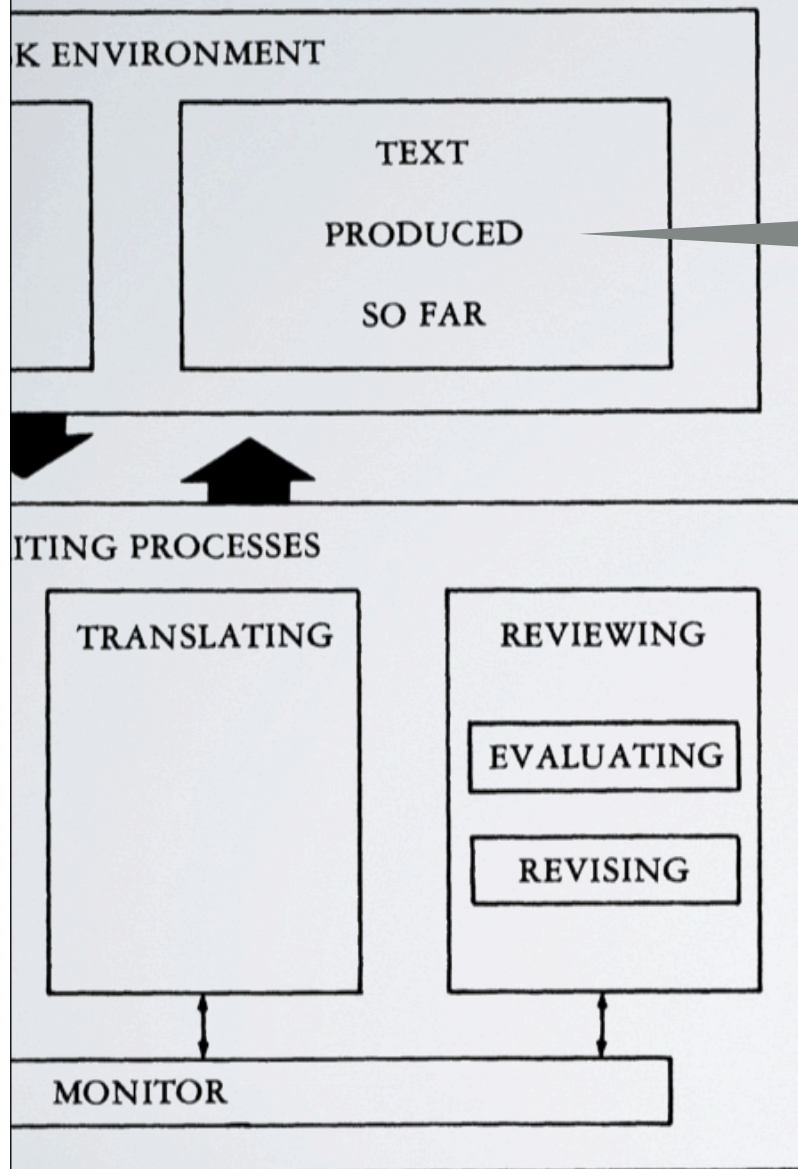 K ENVIRONMENT
TEXT
PRODUCED
SO FAR
ITING PROCESSES
TRANSLATING
REVIEWING
EVALUATING
REVISING
MONITOR